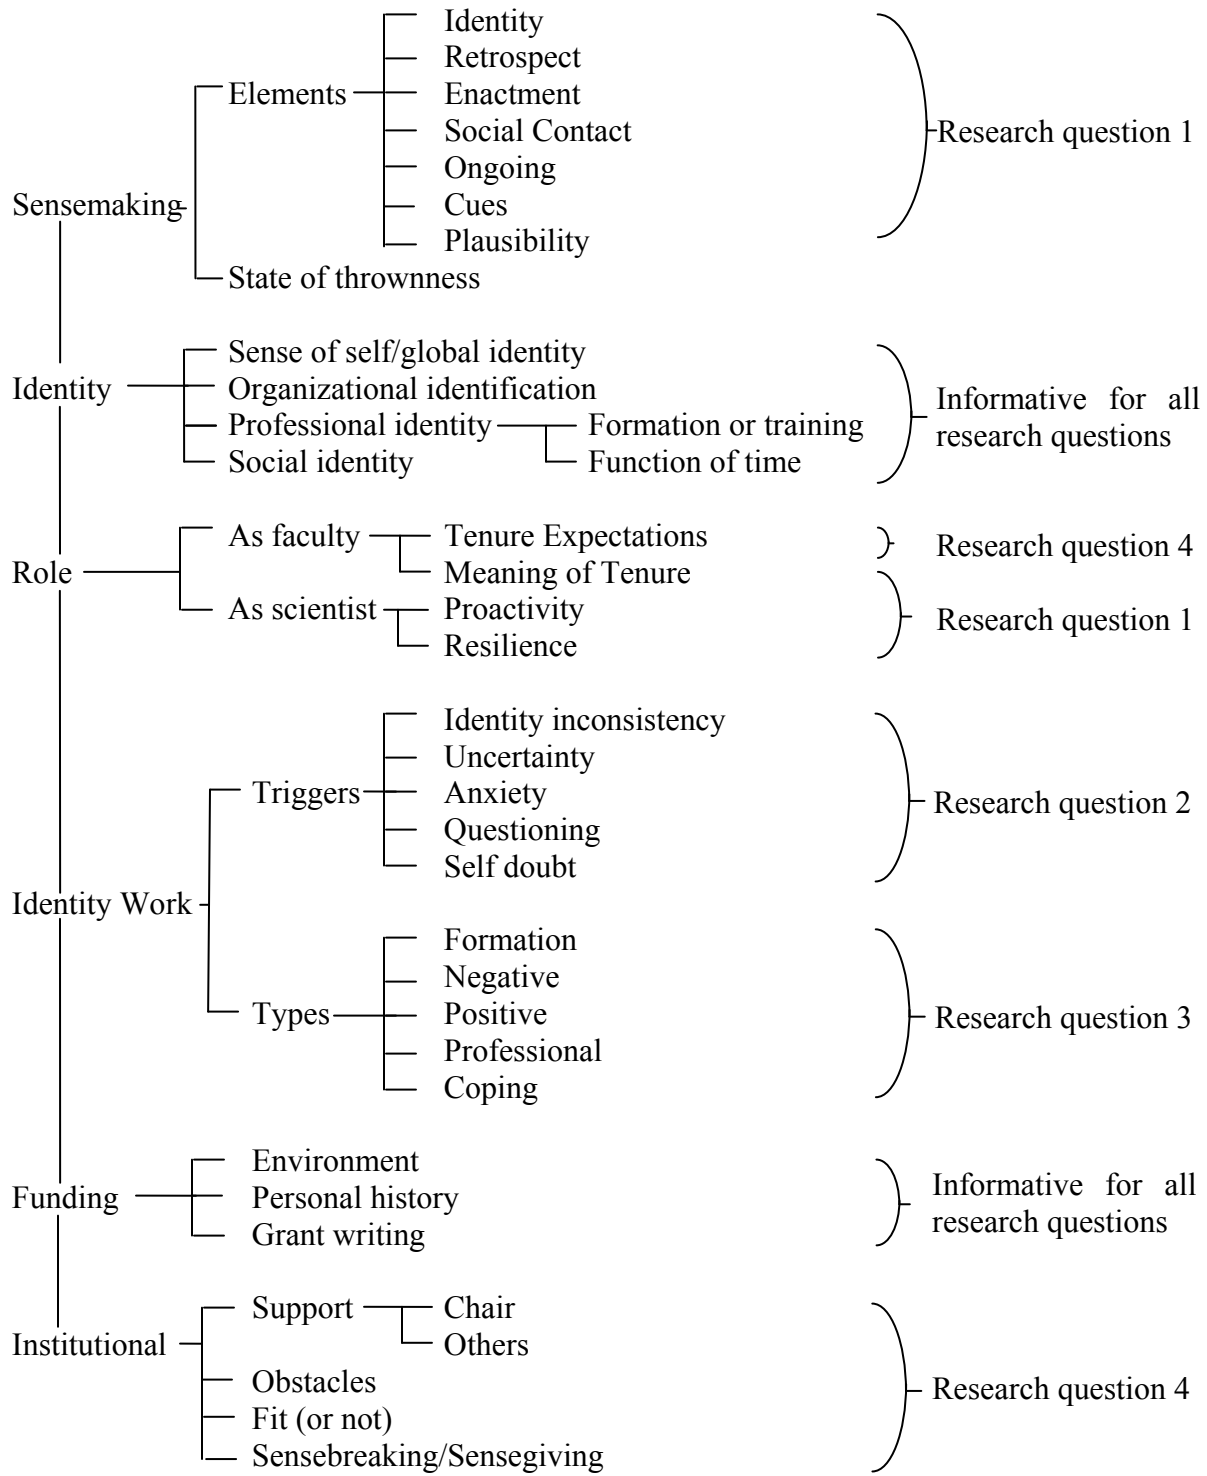 Identity
Retrospect
Elements
Enactment
Social Contact
Research question 1
Ongoing
Sensemaking
Cues
Plausibility
State of thrownness
Sense of self/global identity
Identity
Organizational identification
Informative for all
research questions
Professional identity
Formation or training
Social identity
Function of time
As faculty
Tenure Expectations
Research question 4
Role
Meaning of Tenure
As scientist
Proactivity
Research question 1
Resilience
Identity inconsistency
Uncertainty
Triggers
Anxiety
Research question 2
Questioning
Self doubt
Identity Work
Formation
Negative
Types
Positive
Research question 3
Professional
Coping
Environment
Funding
Personal history
Informative for all
research questions
Grant writing
Support
Chair
Institutional
Others
Obstacles
Research question 4
Fit (or not)
Sensebreaking/Sensegiving